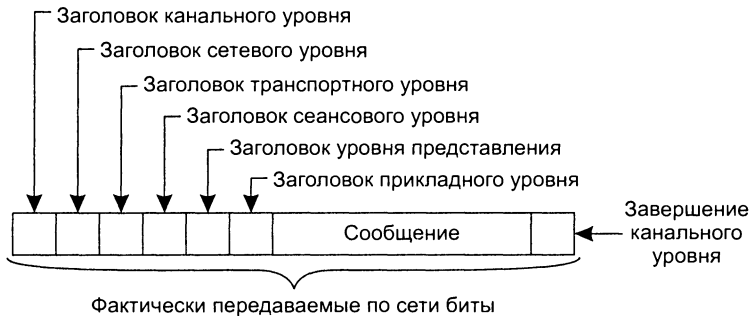 Заголовок канального уровня
Заголовок сетевого уровня
Заголовок транспортного уровня
Заголовок сеансового уровня
Заголовок уровня представления
Заголовок прикладного уровня
Сообщение
Завершение
канального
уровня
Фактически передаваемые по сети биты